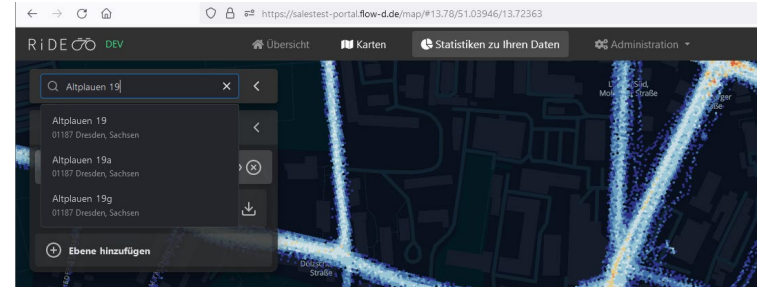 https://salestest-portal.flow-d.de/map/#13.78/51.03946/13.72363
RiDE DEV
Übersicht
Karten
Statistiken zu Ihren Daten
Administration
Altplauen 19
Altplauen 19
01187 Dresden, Sachsen
Altplauen 19a
01187 Dresden, Sachsen
Altplauen 19g
01187 Dresden, Sachsen
Ebene hinzufügen
Straße
Straße